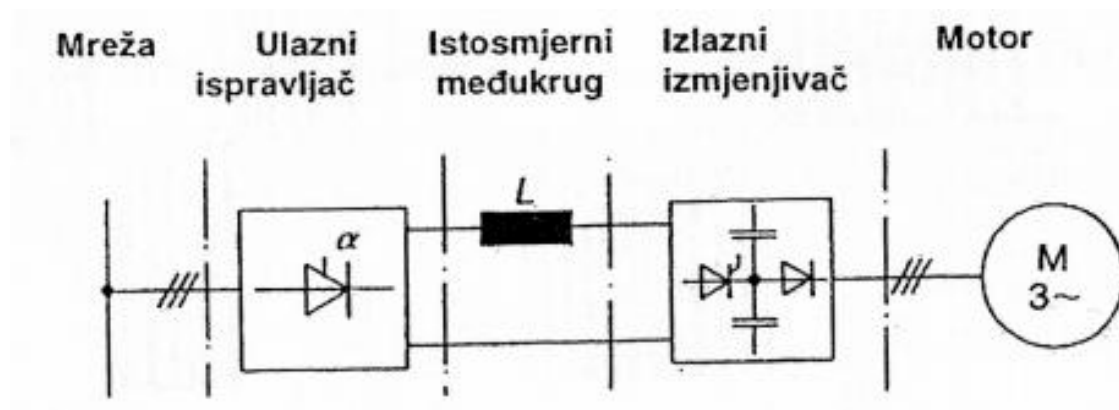 Mreža
Ulazni
ispravljač
Istosmjerni
međukrug
Izlazni
izmjenjivač
Motor
L
α
M
3~